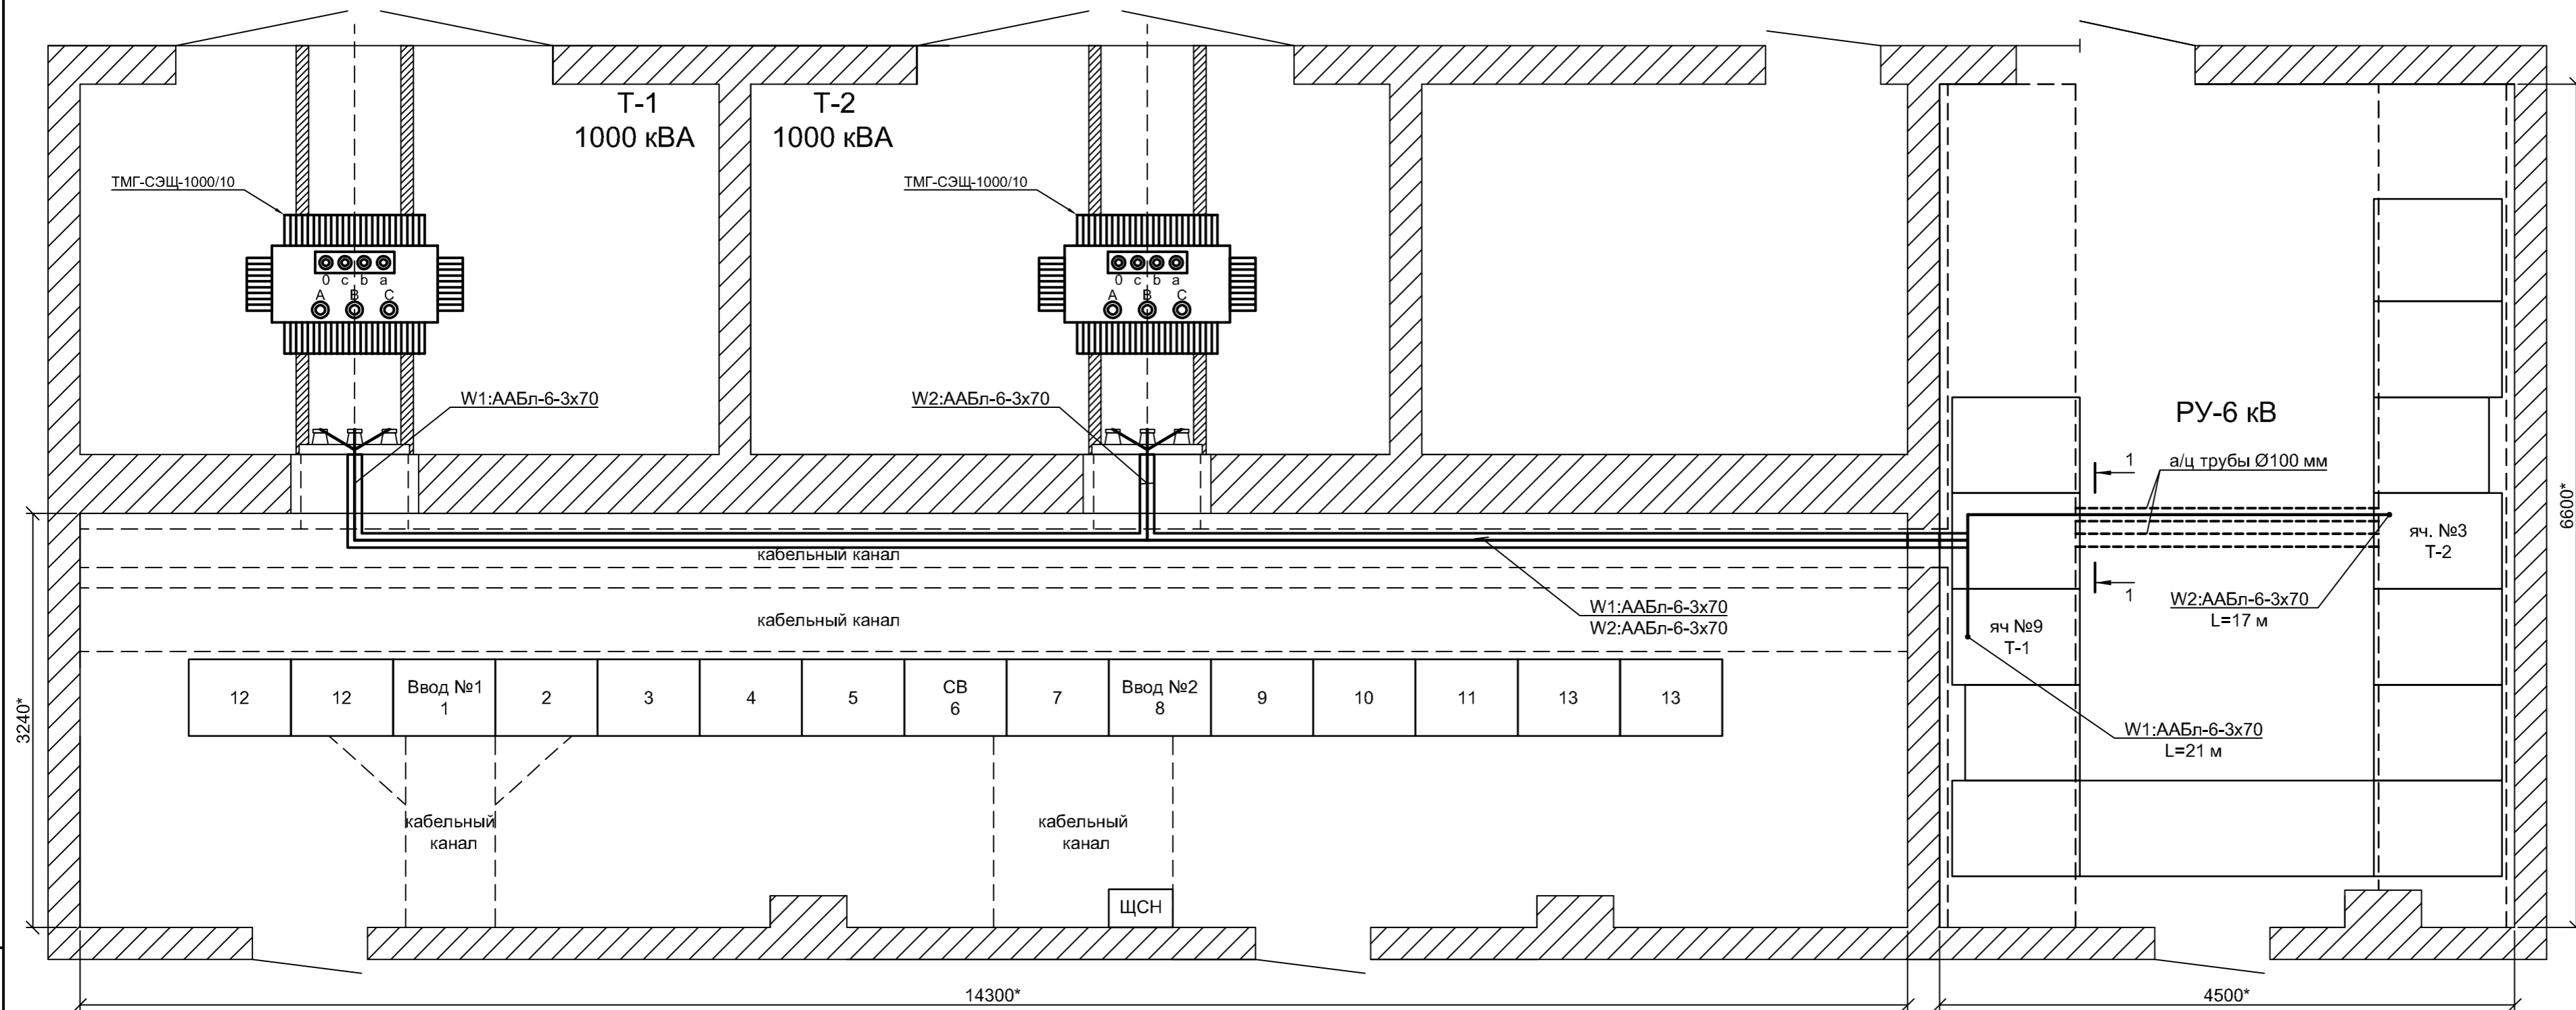 Т-1
1000 кВА
Т-2
1000 кВА
ТМГ-СЭЩ-1000/10
ТМГ-СЭЩ-1000/10
0 c b a
A B C
0 c b a
A B C
W1:ААБл-6-3х70
W2:ААБл-6-3х70
РУ-6 кВ
1
а/ц трубы Ø100 мм
1
яч. №3
Т-2
6600*
кабельный канал
кабельный канал
W1:ААБл-6-3х70
W2:ААБл-6-3х70
W2:ААБл-6-3х70
L=17 м
яч №9
Т-1
W1:ААБл-6-3х70
L=21 м
3240*
12
12
Ввод №1
1
2
3
4
5
СВ
6
7
Ввод №2
8
9
10
11
13
13
кабельный
канал
кабельный
канал
ЩСН
14300*
4500*